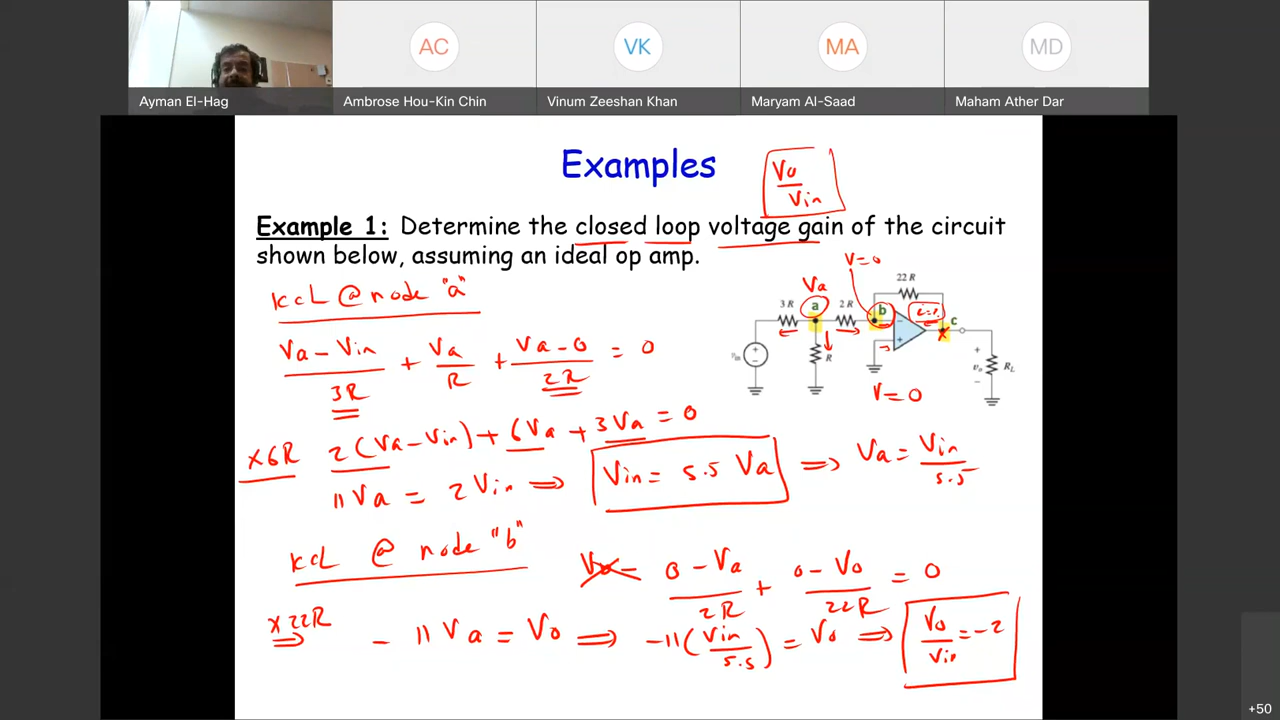 AC
VK
MA
MD
Ayman El-Hag
Ambrose Hou-Kin Chin
Vinum Zeeshan Khan
Maryam Al-Saad
Maham Ather Dar
Examples
Vo / Vin
Example 1: Determine the closed loop voltage gain of the circuit
shown below, assuming an ideal op amp.
KCL @ node "a"
V=0
22 R
Va
3 R
a
2 R
b
c
R
RL
V=0
(Va - Vin)/3R + Va/R + (Va - 0)/2R = 0
x6R 2(Va - Vin) + 6Va + 3Va = 0
11Va = 2Vin ⇒ Vin = 5.5 Va ⇒ Va = Vin/5.5
KCL @ node "b"
(0 - Va)/2R + (0 - Vo)/22R = 0
x22R ⇒ - 11 Va = Vo ⇒ -11(Vin/5.5) = Vo ⇒ Vo/Vin = -2
+50